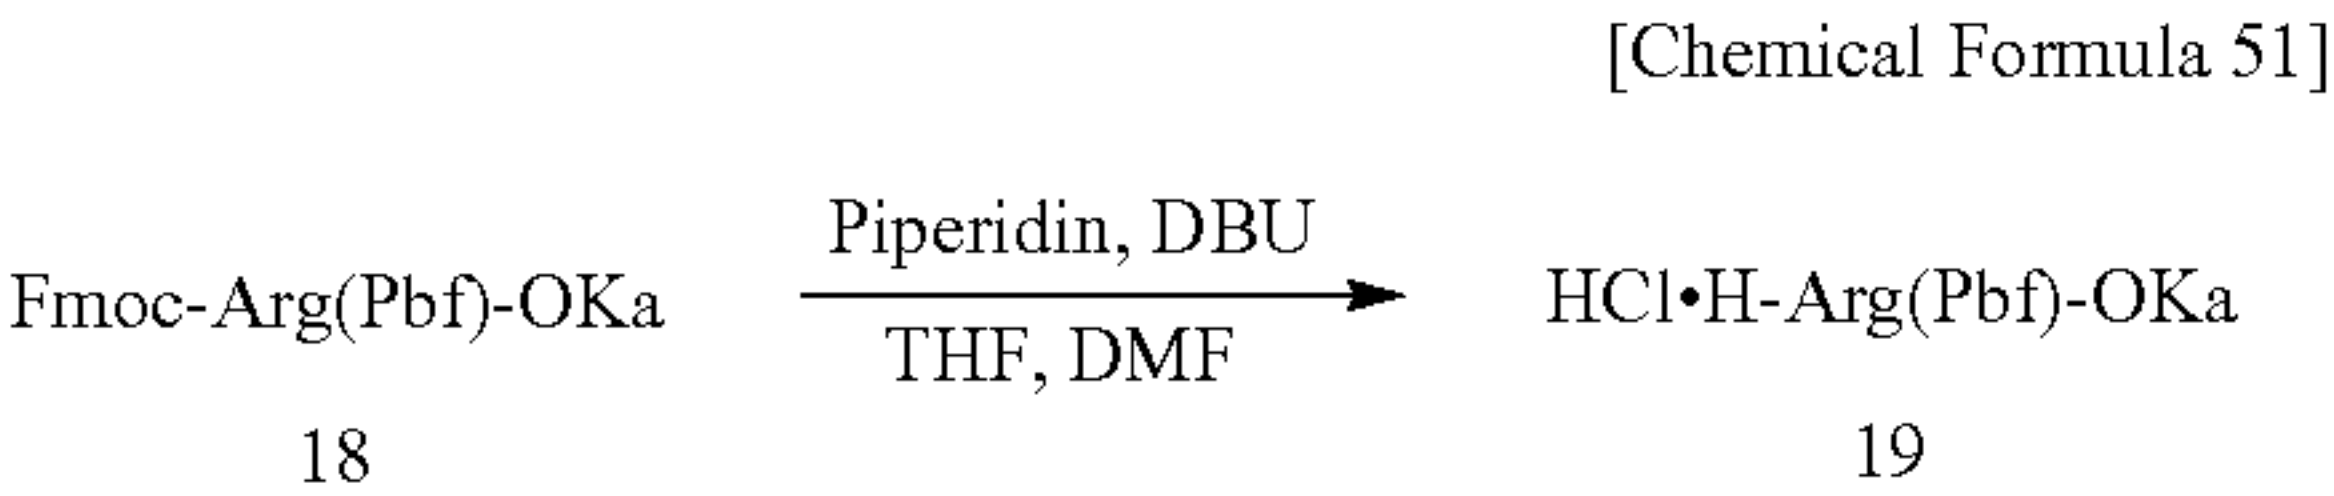 [Chemical Formula 51]
Piperidin, DBU
Fmoc-Arg(Pbf)-OKa
HCl•H-Arg(Pbf)-OKa
THF, DMF
18
19